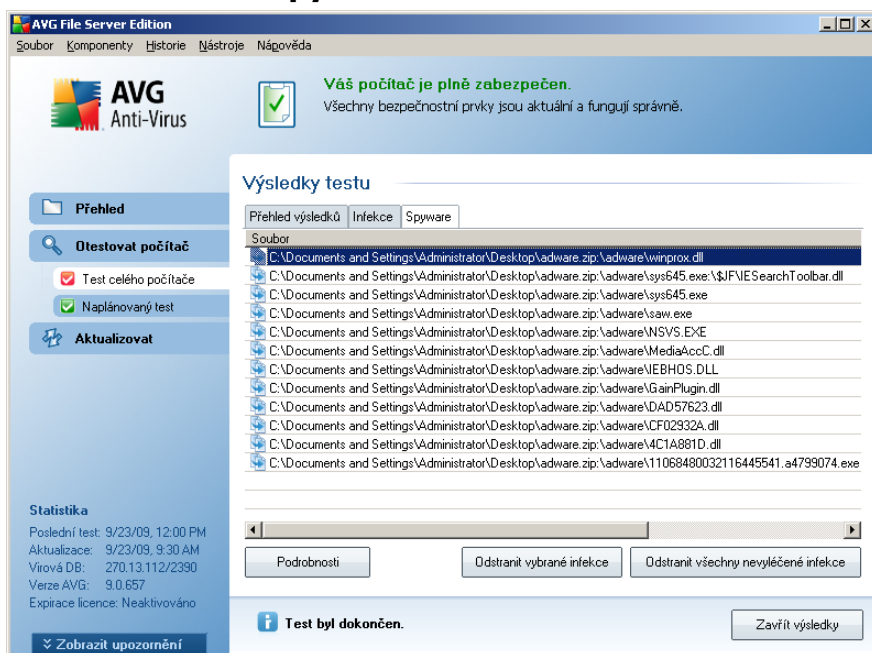 AVG File Server Edition
Soubor Komponenty Historie Nástroje Nápověda
AVG
Anti-Virus
Váš počítač je plně zabezpečen.
Všechny bezpečnostní prvky jsou aktuální a fungují správně.
Přehled
Otestovat počítač
Test celého počítače
Naplánovaný test
Aktualizovat
Výsledky testu
Přehled výsledků Infekce Spyware
Soubor
C:\Documents and Settings\Administrator\Desktop\adware.zip:\adware\winprox.dll
C:\Documents and Settings\Administrator\Desktop\adware.zip:\adware\sys645.exe:\$JF\IESearchToolbar.dll
C:\Documents and Settings\Administrator\Desktop\adware.zip:\adware\sys645.exe
C:\Documents and Settings\Administrator\Desktop\adware.zip:\adware\saw.exe
C:\Documents and Settings\Administrator\Desktop\adware.zip:\adware\NSVS.EXE
C:\Documents and Settings\Administrator\Desktop\adware.zip:\adware\MediaAccC.dll
C:\Documents and Settings\Administrator\Desktop\adware.zip:\adware\IEBHOS.DLL
C:\Documents and Settings\Administrator\Desktop\adware.zip:\adware\GainPlugin.dll
C:\Documents and Settings\Administrator\Desktop\adware.zip:\adware\DAD57623.dll
C:\Documents and Settings\Administrator\Desktop\adware.zip:\adware\CF02932A.dll
C:\Documents and Settings\Administrator\Desktop\adware.zip:\adware\4C1A881D.dll
C:\Documents and Settings\Administrator\Desktop\adware.zip:\adware\11068480032116445541.a4799074.exe
Podrobnosti Odstranit vybrané infekce Odstranit všechny nevyléčené infekce
Statistika
Poslední test: 9/23/09, 12:00 PM
Aktualizace: 9/23/09, 9:30 AM
Virová DB: 270.13.112/2390
Verze AVG: 9.0.657
Expirace licence: Neaktivováno
Zobrazit upozornění
Test byl dokončen.
Zavřít výsledky